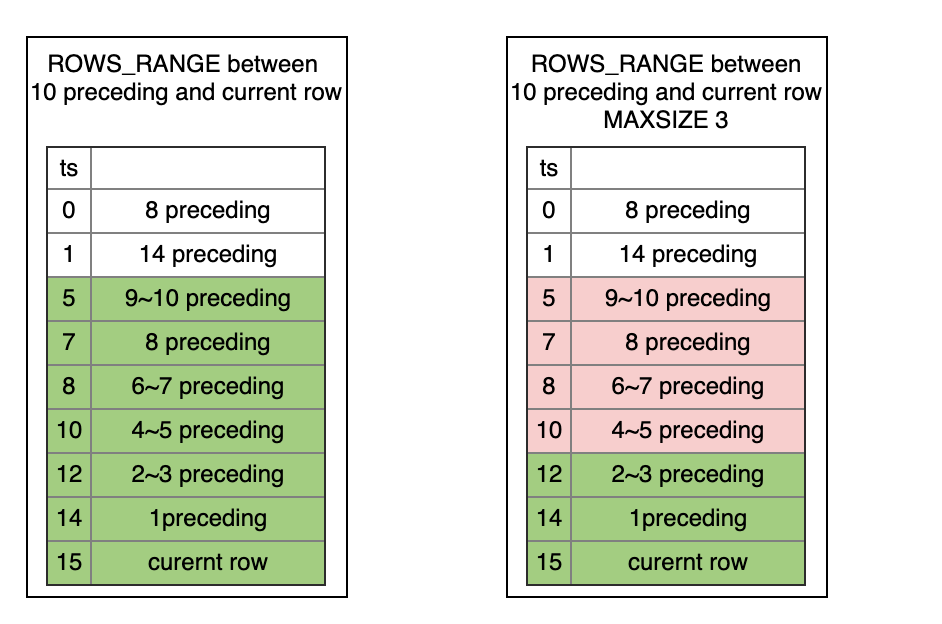 ROWS_RANGE between
10 preceding and current row
ts
0 8 preceding
1 14 preceding
5 9~10 preceding
7 8 preceding
8 6~7 preceding
10 4~5 preceding
12 2~3 preceding
14 1preceding
15 curernt row
ROWS_RANGE between
10 preceding and current row
MAXSIZE 3
ts
0 8 preceding
1 14 preceding
5 9~10 preceding
7 8 preceding
8 6~7 preceding
10 4~5 preceding
12 2~3 preceding
14 1preceding
15 curernt row